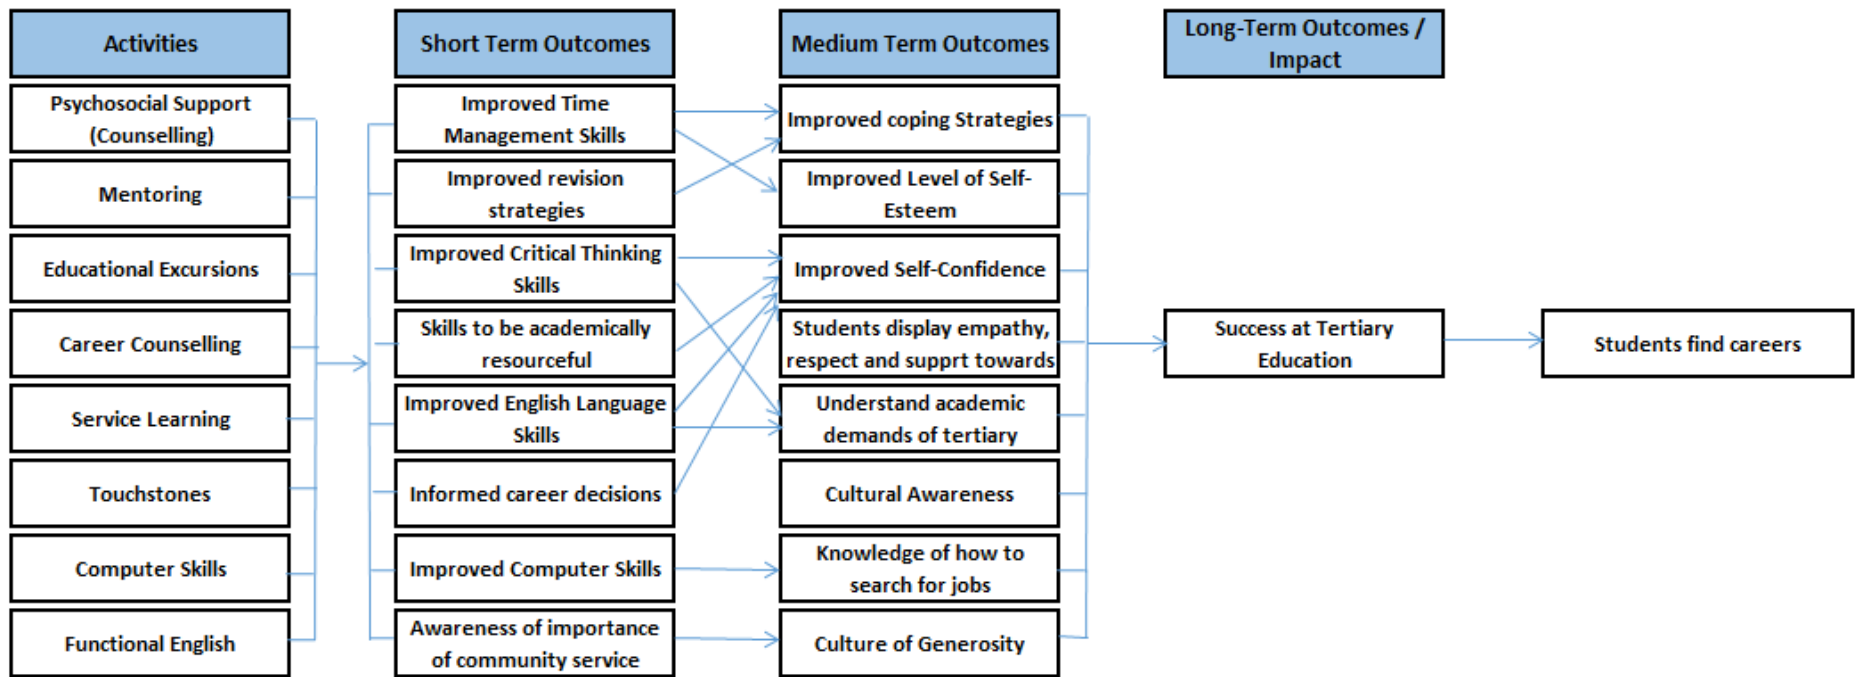 Activities
Short Term Outcomes
Medium Term Outcomes
Long-Term Outcomes /
Impact
Psychosocial Support
(Counselling)
Mentoring
Educational Excursions
Career Counselling
Service Learning
Touchstones
Computer Skills
Functional English
Improved Time
Management Skills
Improved revision
strategies
Improved Critical Thinking
Skills
Skills to be academically
resourceful
Improved English Language
Skills
Informed career decisions
Improved Computer Skills
Awareness of importance
of community service
Improved coping Strategies
Improved Level of Self-
Esteem
Improved Self-Confidence
Students display empathy,
respect and supprt towards
Understand academic
demands of tertiary
Cultural Awareness
Knowledge of how to
search for jobs
Culture of Generosity
Success at Tertiary
Education
Students find careers